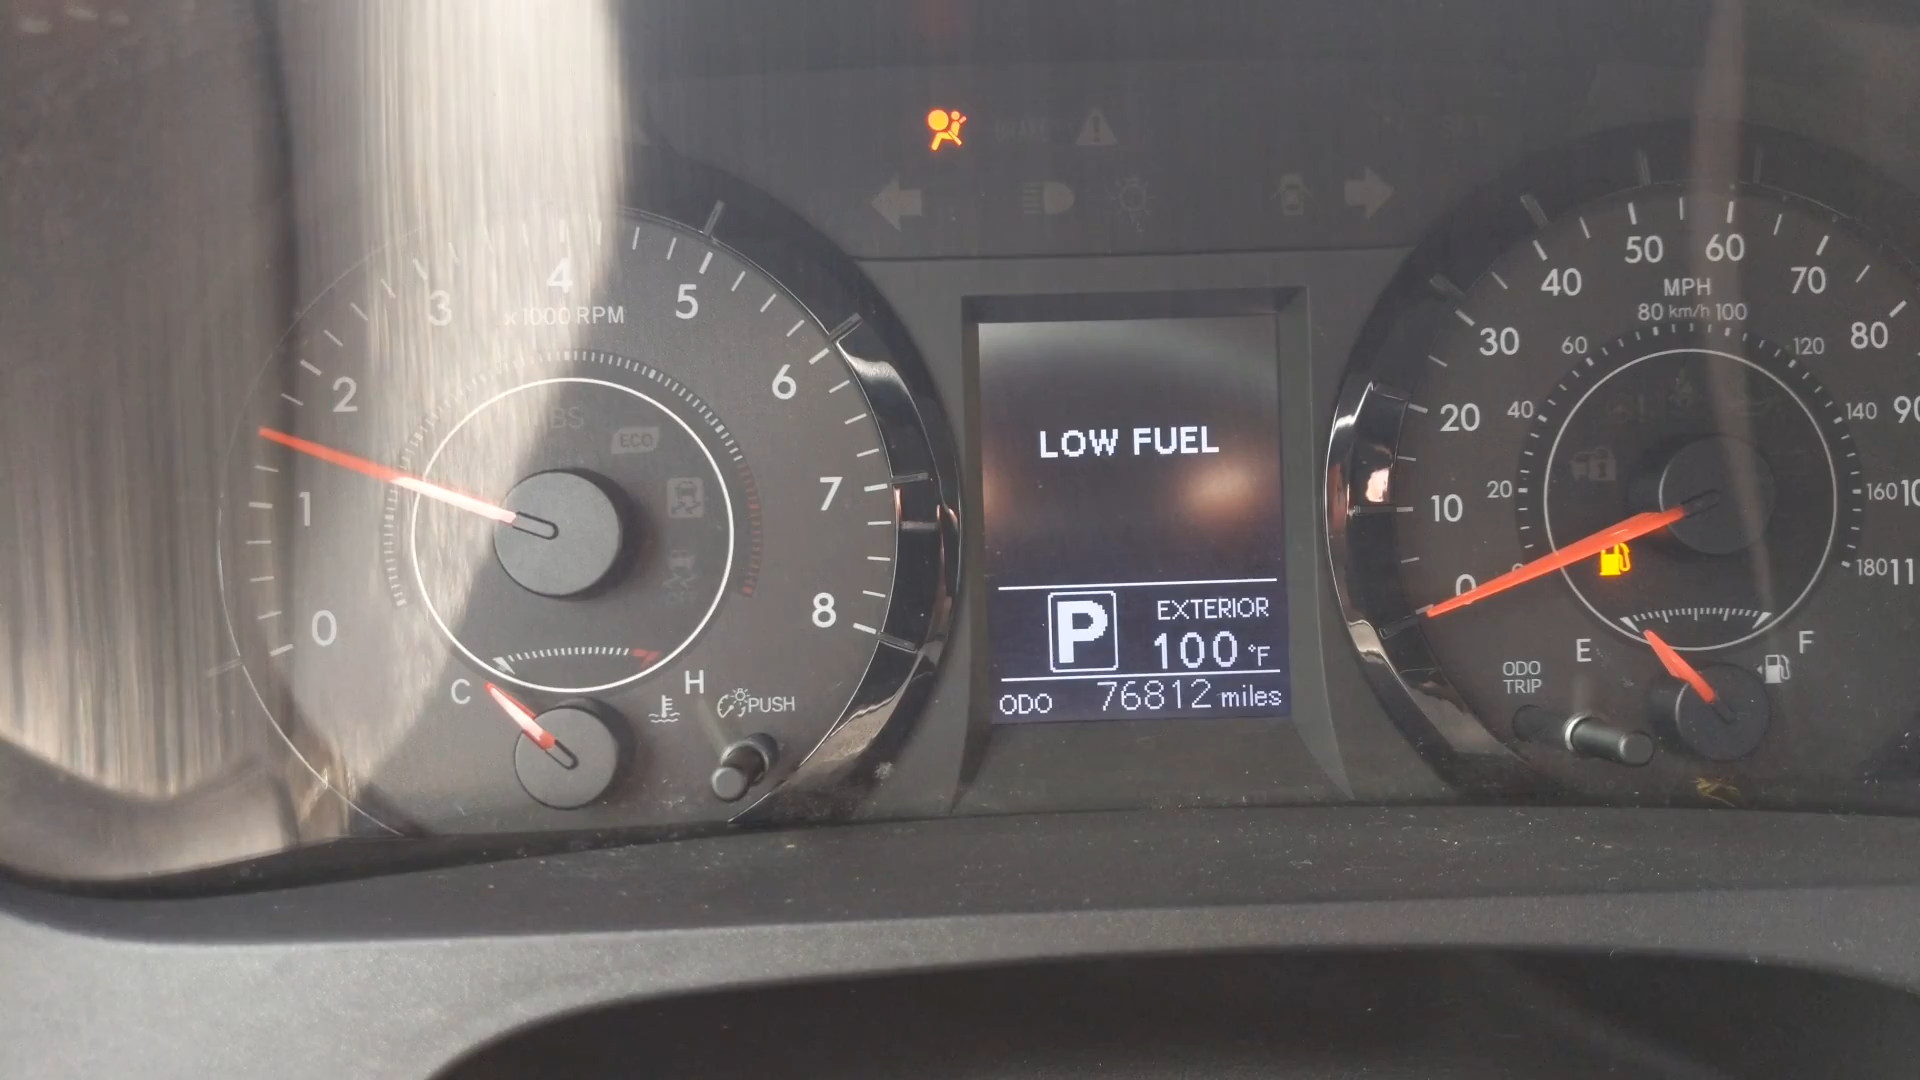 4
3
5
×1000 RPM
2
6
ECO
1
7
0
8
C
H
PUSH
LOW FUEL
P
EXTERIOR
100 °F
ODO
76812 miles
50
60
40
MPH
70
80 km/h 100
30
60
120
80
20
40
140
10
20
160
0
180
E
F
ODO
TRIP